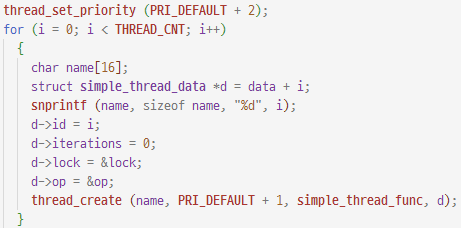 thread_set_priority (PRI_DEFAULT + 2);
for (i = 0; i < THREAD_CNT; i++)
  {
    char name[16];
    struct simple_thread_data *d = data + i;
    snprintf (name, sizeof name, "%d", i);
    d->id = i;
    d->iterations = 0;
    d->lock = &lock;
    d->op = &op;
    thread_create (name, PRI_DEFAULT + 1, simple_thread_func, d);
  }